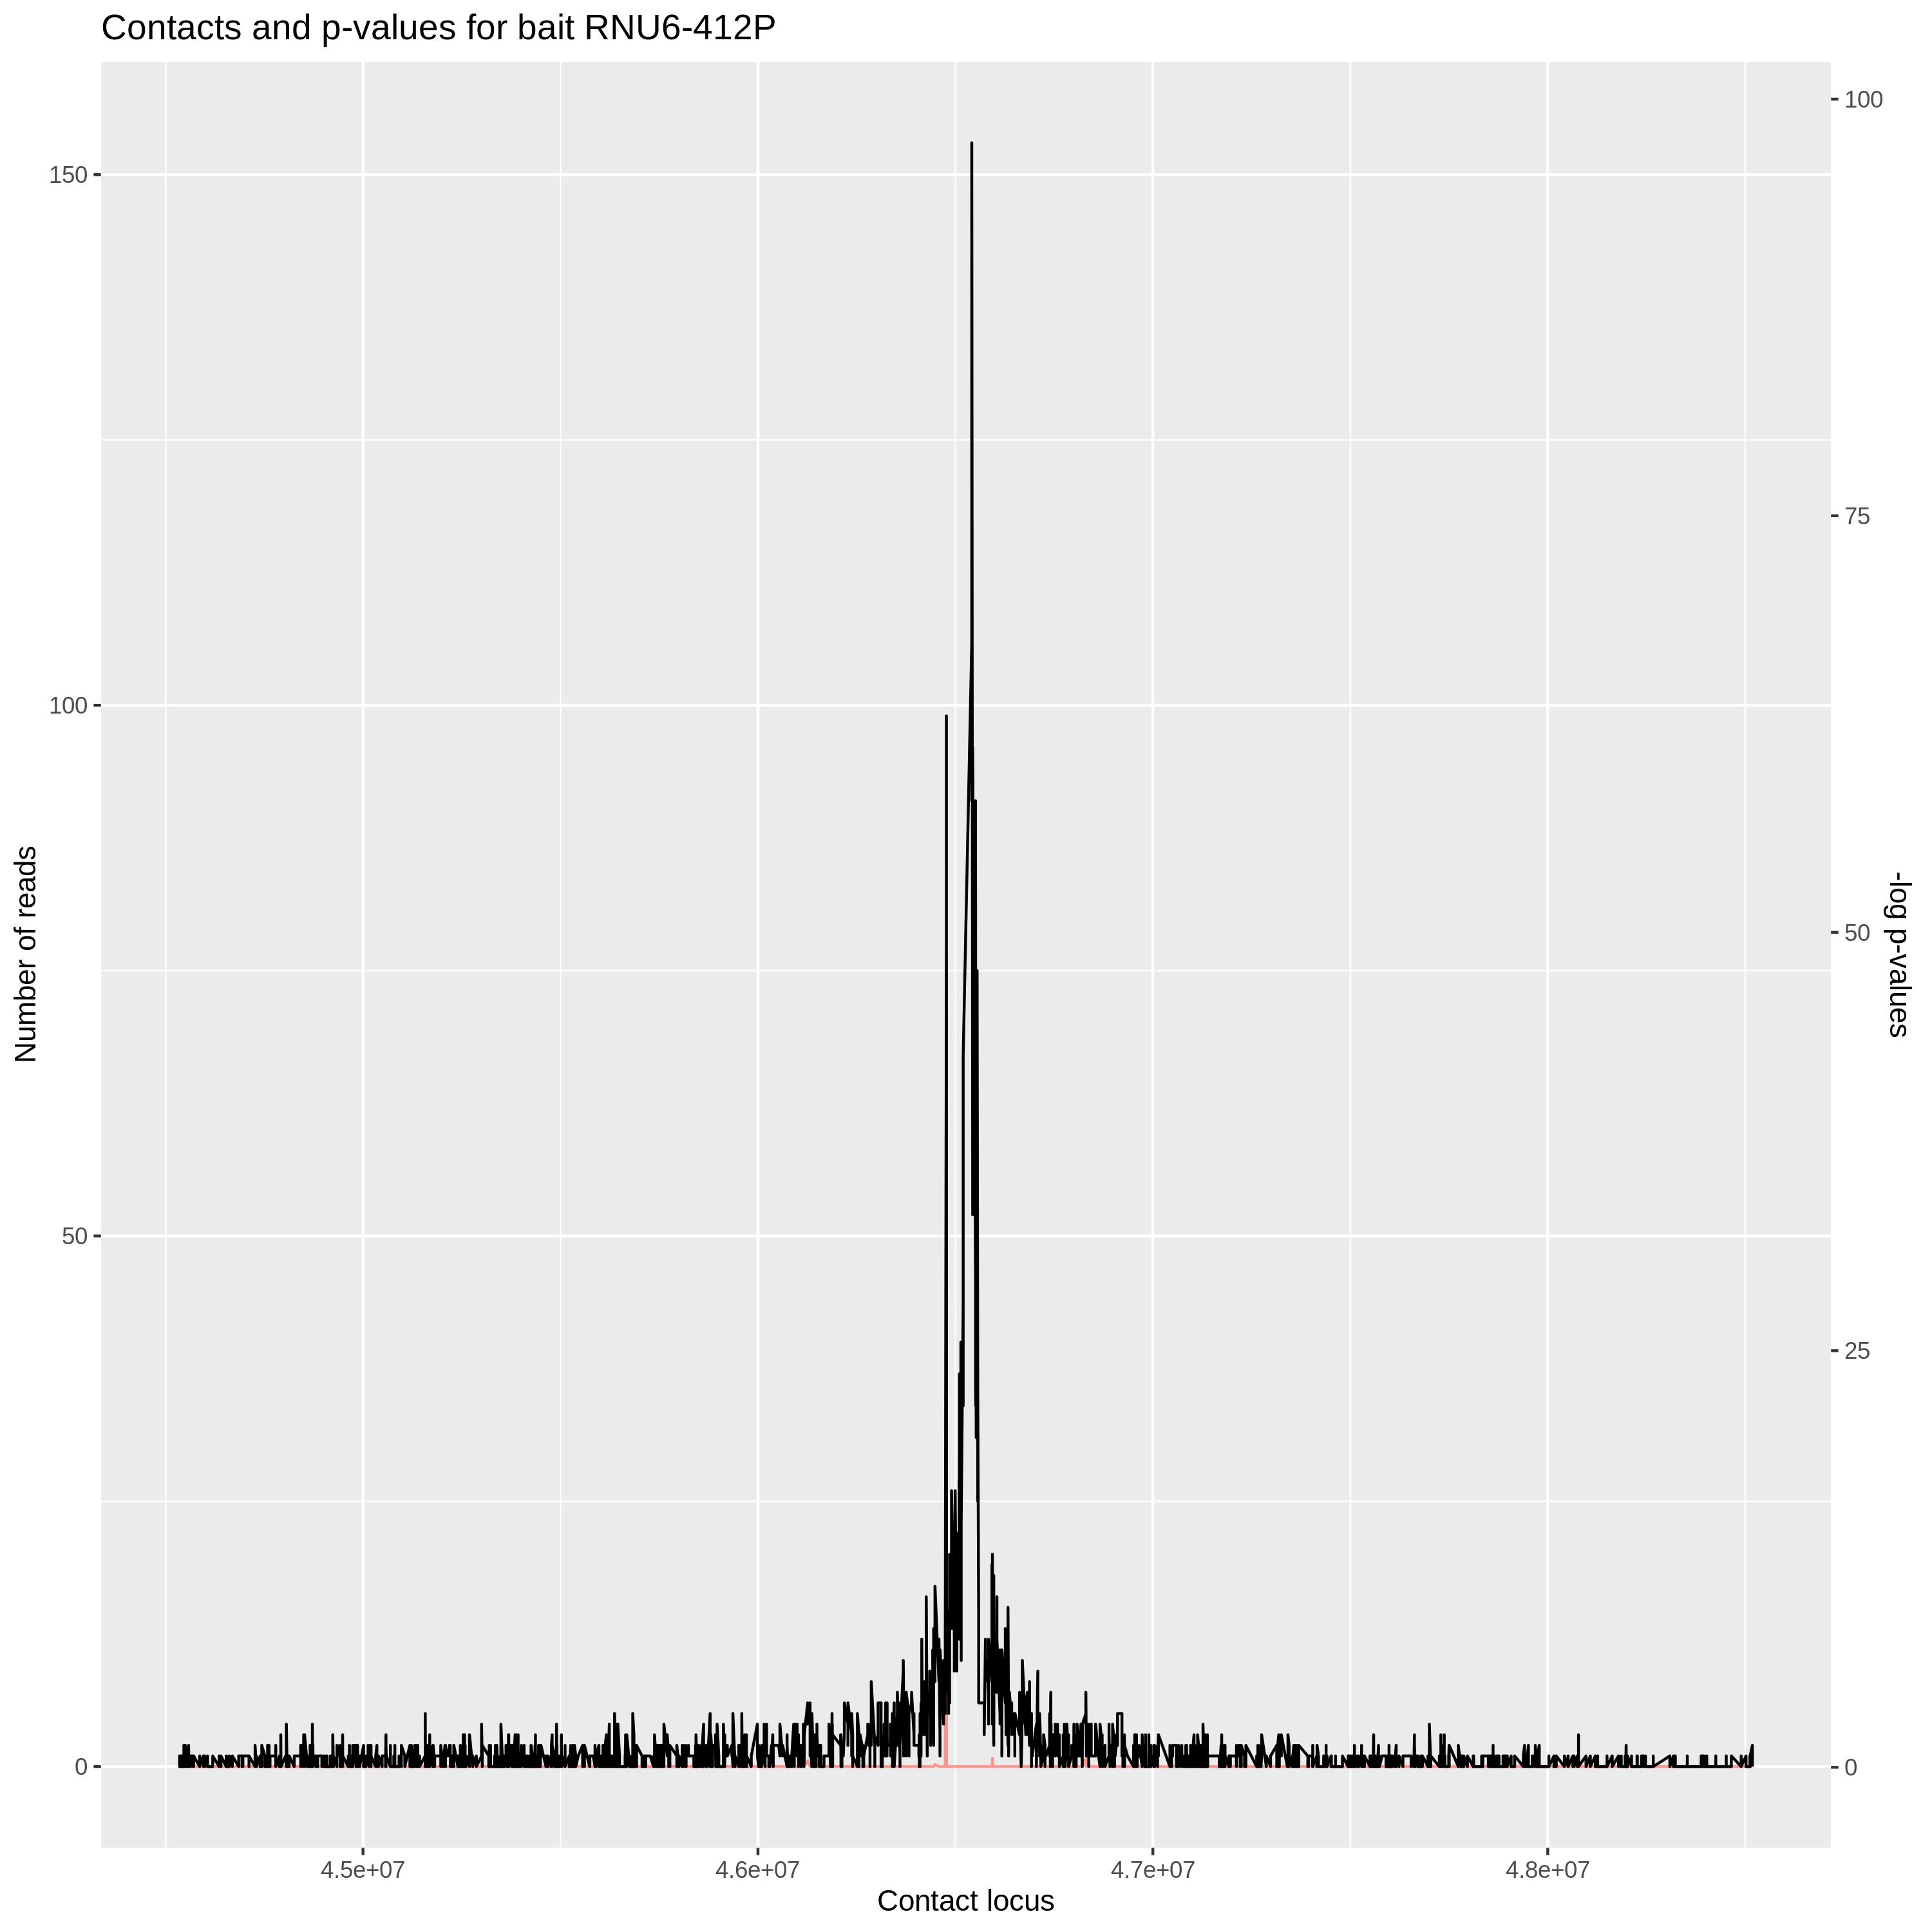 Contacts and p-values for bait RNU6-412P
150
100
50
0
Number of reads
100
75
50
25
0
-log p-values
4.5e+07
4.6e+07
4.7e+07
4.8e+07
Contact locus